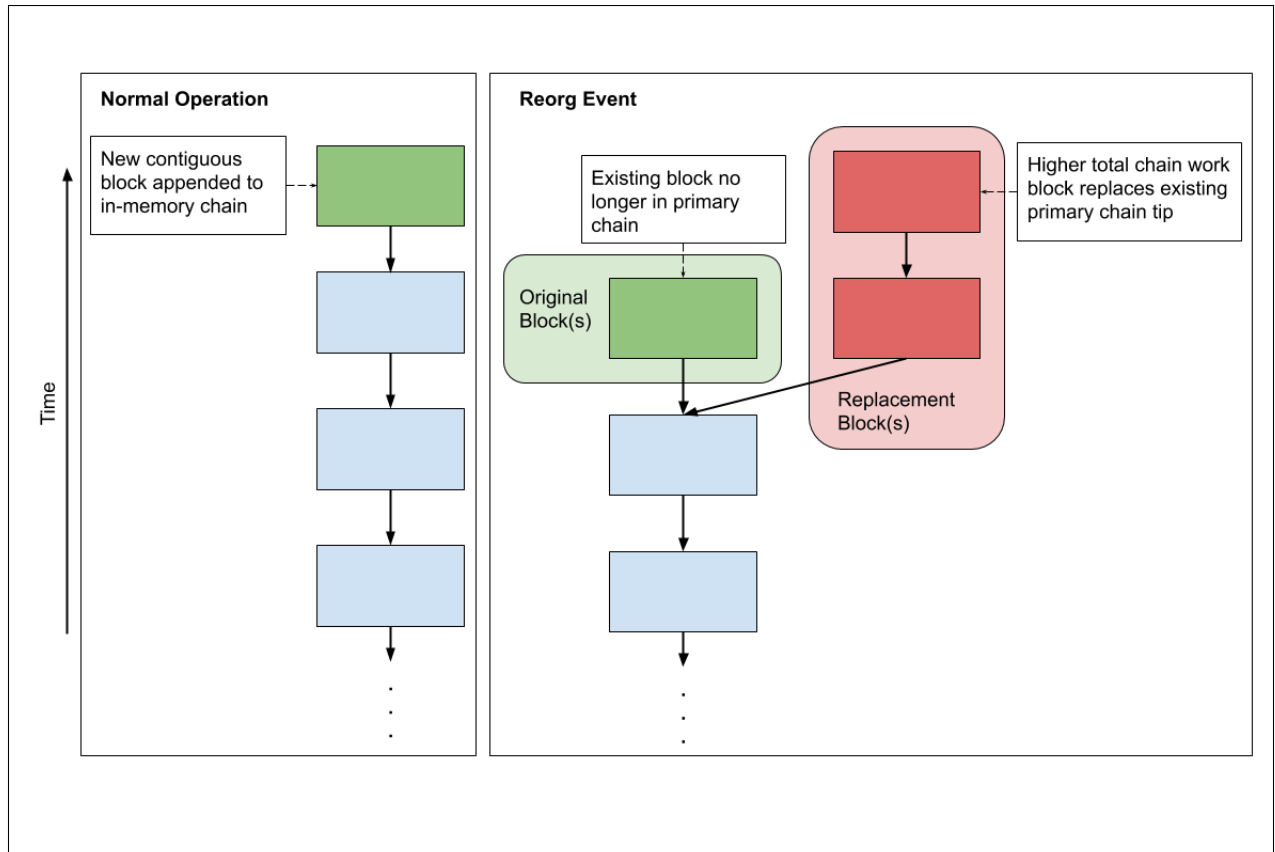 Normal Operation
New contiguous
block appended to
in-memory chain
Time
Reorg Event
Existing block no
longer in primary
chain
Higher total chain work
block replaces existing
primary chain tip
Original
Block(s)
Replacement
Block(s)